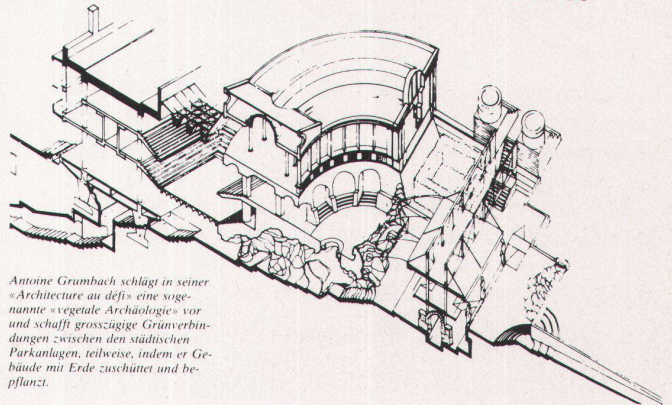 Antoine Grumbach schlägt in seiner
«Architecture au défi» eine soge-
nannte «vegetale Archäologie» vor
und schafft grosszügige Grünverbin-
dungen zwischen den städtischen
Parkanlagen, teilweise, indem er Ge-
bäude mit Erde zuschüttet und be-
pflanzt.